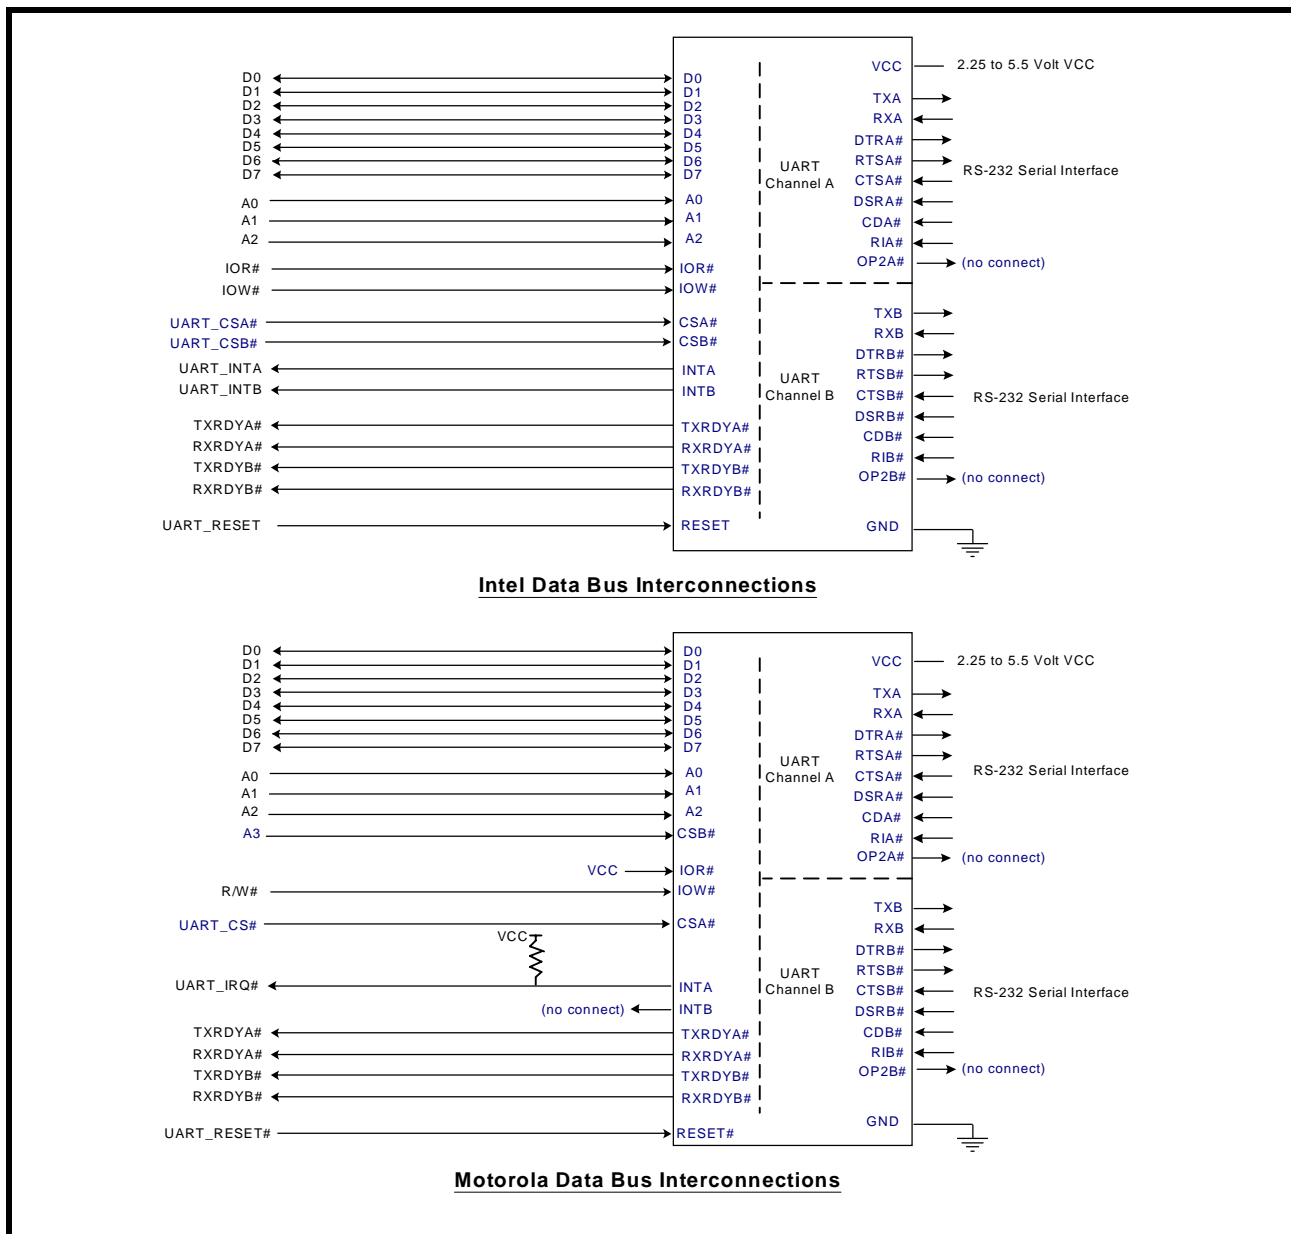 D0
D1
D2
D3
D4
D5
D6
D7
A0
A1
A2
IOR#
IOW#
UART_CSA#
UART_CSB#
UART_INTA
UART_INTB
TXRDYA#
RXRDYA#
TXRDYB#
RXRDYB#
UART_RESET
D0
D1
D2
D3
D4
D5
D6
D7
A0
A1
A2
IOR#
IOW#
CSA#
CSB#
INTA
INTB
TXRDYA#
RXRDYA#
TXRDYB#
RXRDYB#
RESET
UART
Channel A
UART
Channel B
VCC
TXA
RXA
DTRA#
RTSA#
CTSA#
DSRA#
CDA#
RIA#
OP2A#
TXB
RXB
DTRB#
RTSB#
CTSB#
DSRB#
CDB#
RIB#
OP2B#
GND
2.25 to 5.5 Volt VCC
RS-232 Serial Interface
(no connect)
RS-232 Serial Interface
(no connect)
Intel Data Bus Interconnections
D0
D1
D2
D3
D4
D5
D6
D7
A0
A1
A2
A3
VCC
R/W#
UART_CS#
VCC
UART_IRQ#
(no connect)
TXRDYA#
RXRDYA#
TXRDYB#
RXRDYB#
UART_RESET#
D0
D1
D2
D3
D4
D5
D6
D7
A0
A1
A2
CSB#
IOR#
IOW#
CSA#
INTA
INTB
TXRDYA#
RXRDYA#
TXRDYB#
RXRDYB#
RESET#
UART
Channel A
UART
Channel B
VCC
TXA
RXA
DTRA#
RTSA#
CTSA#
DSRA#
CDA#
RIA#
OP2A#
TXB
RXB
DTRB#
RTSB#
CTSB#
DSRB#
CDB#
RIB#
OP2B#
GND
2.25 to 5.5 Volt VCC
RS-232 Serial Interface
(no connect)
RS-232 Serial Interface
(no connect)
Motorola Data Bus Interconnections